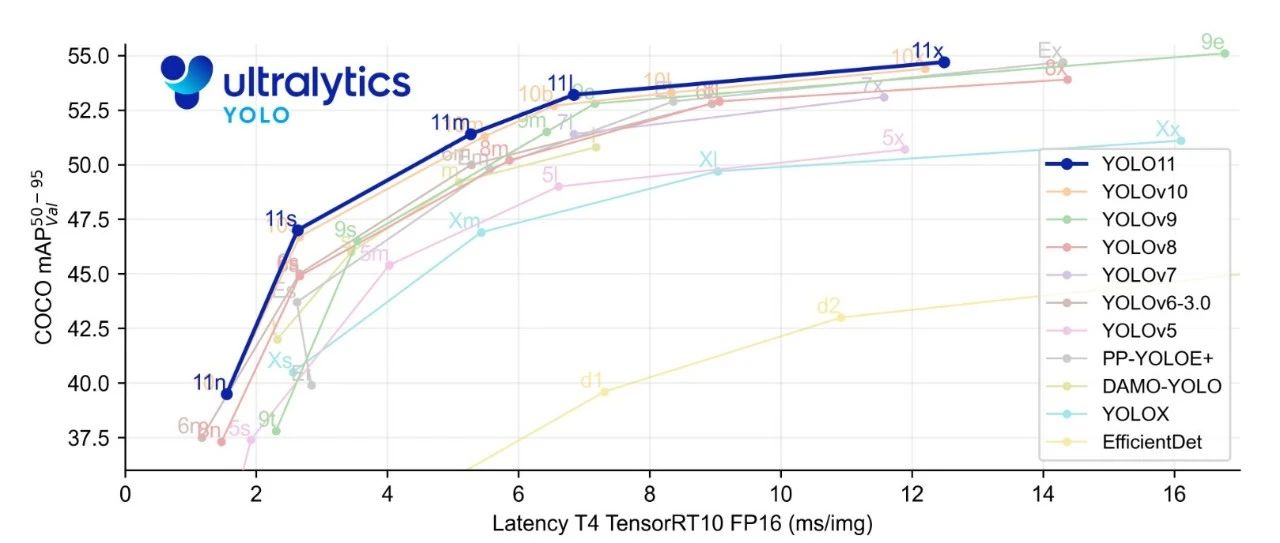 ultralytics
YOLO
COCO mAP50 - 95 Val
55.0
52.5
50.0
47.5
45.0
42.5
40.0
37.5
0 2 4 6 8 10 12 14 16
Latency T4 TensorRT10 FP16 (ms/img)
11n
11s
11m
11l
11x
10b
9t
9s
9m
9e
6n
8n
8m
8x
7l
7x
5s
5m
5l
5x
Ex
Xs
Xm
Xl
Xx
d1
d2
YOLO11
YOLOv10
YOLOv9
YOLOv8
YOLOv7
YOLOv6-3.0
YOLOv5
PP-YOLOE+
DAMO-YOLO
YOLOX
EfficientDet